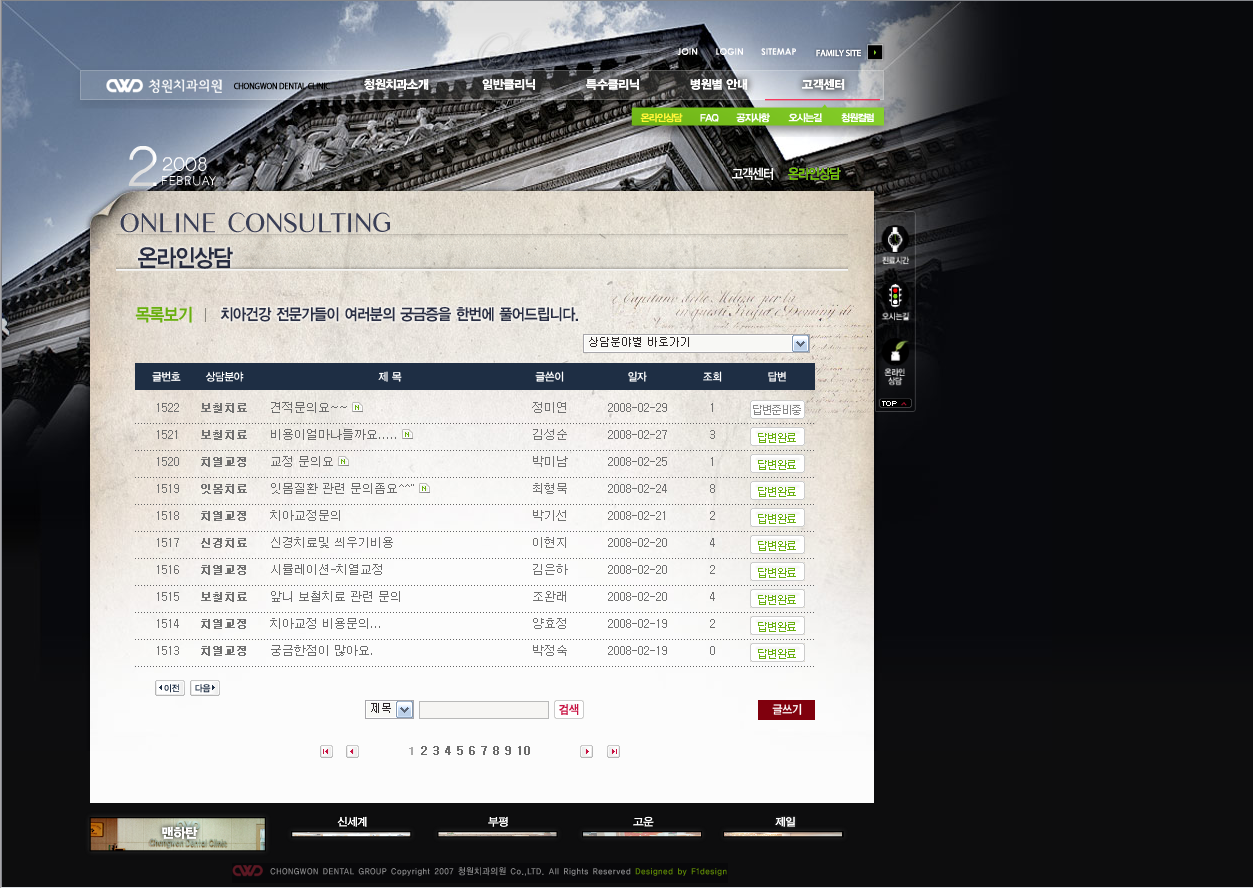 JOIN LOGIN SITEMAP FAMILY SITE
CWD 청원치과의원 CHONGWON DENTAL CLINIC 청원치과소개 일반클리닉 특수클리닉 병원별 안내 고객센터
온라인상담 FAQ 공지사항 오시는길 청원컬럼
2 2008
FEBRUAY
고객센터 온라인상담
ONLINE CONSULTING
온라인상담
진료시간
목록보기 | 치아건강 전문가들이 여러분의 궁금증을 한번에 풀어드립니다.
오시는길
상담분야별 바로가기
온라인
상담
TOP
글번호 상담분야 제 목 글쓴이 일자 조회 답변
1522 보철치료 견적문의요~~ N 정미연 2008-02-29 1 답변준비중
1521 보철치료 비용이얼마나들까요..... N 김성순 2008-02-27 3 답변완료
1520 치열교정 교정 문의요 N 박미남 2008-02-25 1 답변완료
1519 잇몸치료 잇몸질환 관련 문의좀요^^" N 최형묵 2008-02-24 8 답변완료
1518 치열교정 치아교정문의 박기선 2008-02-21 2 답변완료
1517 신경치료 신경치료및 씌우기비용 이현지 2008-02-20 4 답변완료
1516 치열교정 시뮬레이션-치열교정 김은하 2008-02-20 2 답변완료
1515 보철치료 앞니 보철치료 관련 문의 조완래 2008-02-20 4 답변완료
1514 치열교정 치아교정 비용문의... 양효정 2008-02-19 2 답변완료
1513 치열교정 궁금한점이 많아요. 박정숙 2008-02-19 0 답변완료
이전 다음
제목 검색 글쓰기
1 2 3 4 5 6 7 8 9 10
맨하탄 신세계 부평 고운 제일
Chongwon Dental Clinic
CWD CHONGWON DENTAL GROUP Copyright 2007 청원치과의원 Co.,LTD. All Rights Reserved Designed by F1design